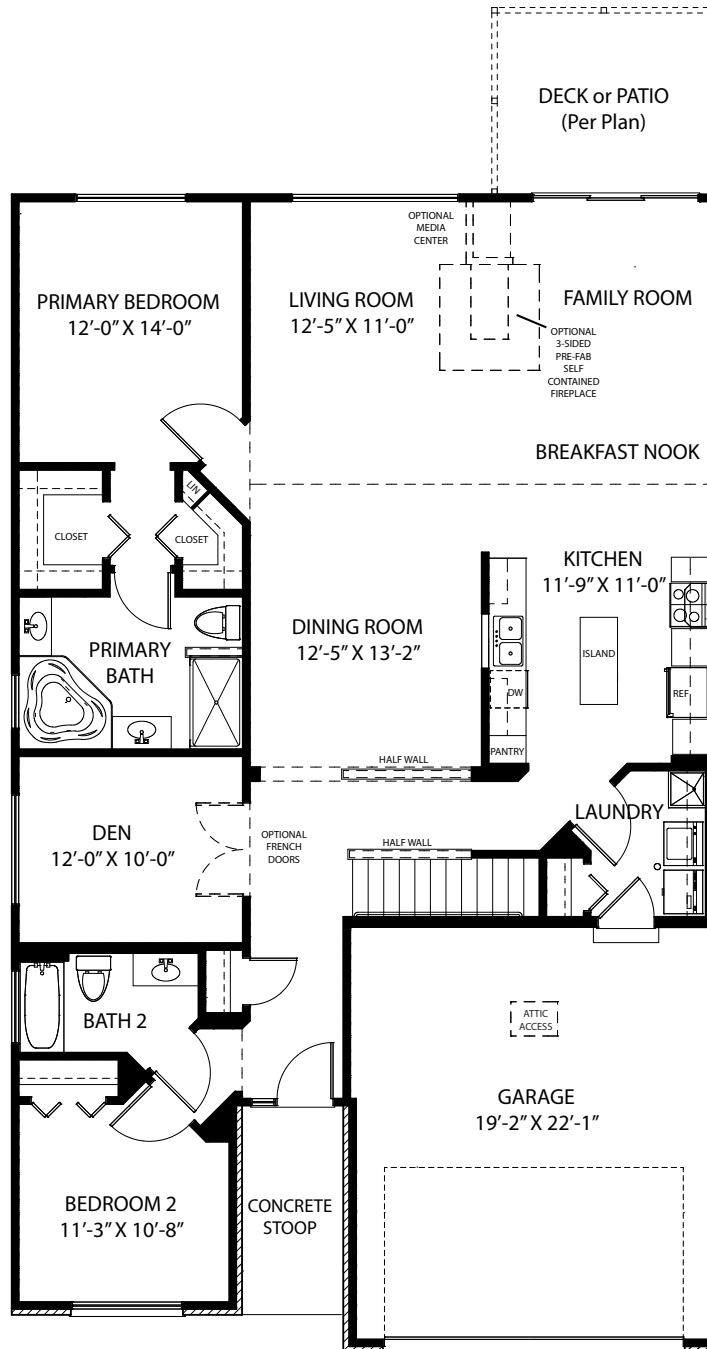 DECK or PATIO
(Per Plan)
OPTIONAL
MEDIA
CENTER
PRIMARY BEDROOM
12’-0” X 14’-0”
LIVING ROOM
12’-5” X 11’-0”
FAMILY ROOM
OPTIONAL
3-SIDED
PRE-FAB
SELF
CONTAINED
FIREPLACE
BREAKFAST NOOK
LIN
CLOSET
CLOSET
KITCHEN
11’-9” X 11’-0”
PRIMARY
BATH
DINING ROOM
12’-5” X 13’-2”
ISLAND
DW
REF
PANTRY
HALF WALL
LAUNDRY
DEN
12’-0” X 10’-0”
OPTIONAL
FRENCH
DOORS
HALF WALL
BATH 2
ATTIC
ACCESS
GARAGE
19’-2” X 22’-1”
BEDROOM 2
11’-3” X 10’-8”
CONCRETE
STOOP